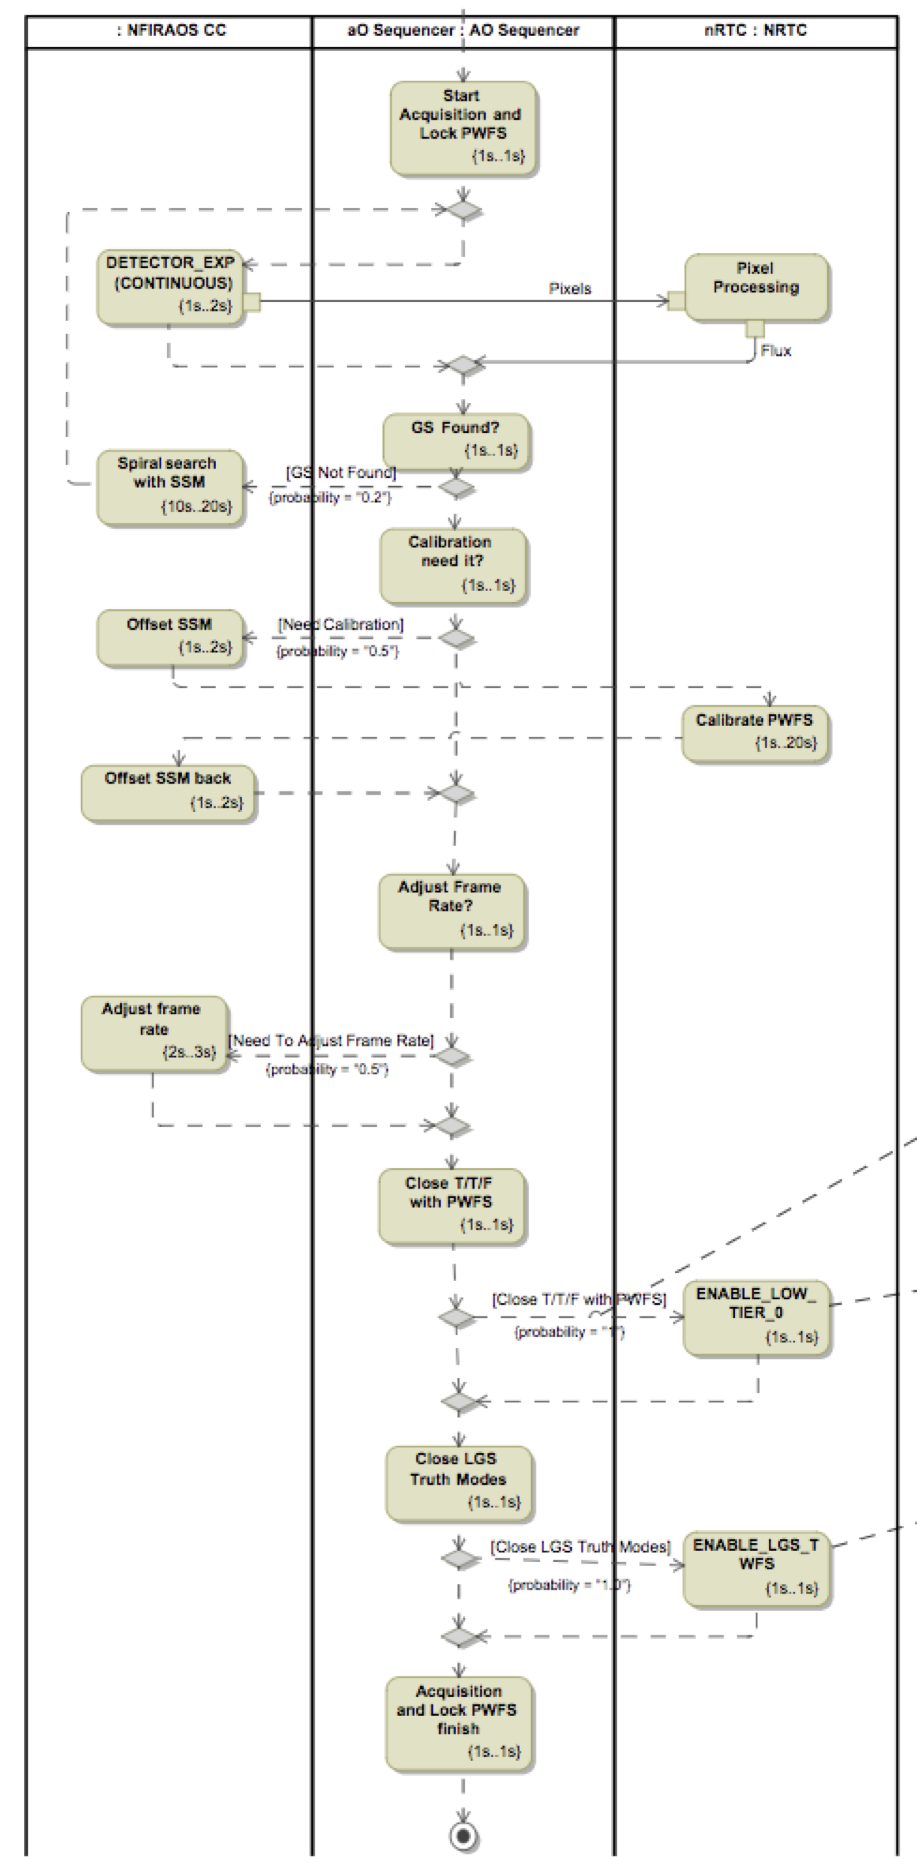 : NFIRAOS CC
aO Sequencer : AO Sequencer
nRTC : NRTC
Start
Acquisition and
Lock PWFS
{1s..1s}
DETECTOR_EXP
(CONTINUOUS)
{1s..2s}
Pixels
Pixel
Processing
Flux
GS Found?
{1s..1s}
Spiral search
with SSM
{10s..20s}
[GS Not Found]
{probability = "0.2"}
Calibration
need it?
{1s..1s}
Offset SSM
{1s..2s}
[Need Calibration]
{probability = "0.5"}
Calibrate PWFS
{1s..20s}
Offset SSM back
{1s..2s}
Adjust Frame
Rate?
{1s..1s}
Adjust frame
rate
{2s..3s}
[Need To Adjust Frame Rate]
{probability = "0.5"}
Close T/T/F
with PWFS
{1s..1s}
[Close T/T/F with PWFS]
{probability = "1"}
ENABLE_LOW_
TIER_0
{1s..1s}
Close LGS
Truth Modes
{1s..1s}
[Close LGS Truth Modes]
{probability = "1.0"}
ENABLE_LGS_T
WFS
{1s..1s}
Acquisition
and Lock PWFS
finish
{1s..1s}